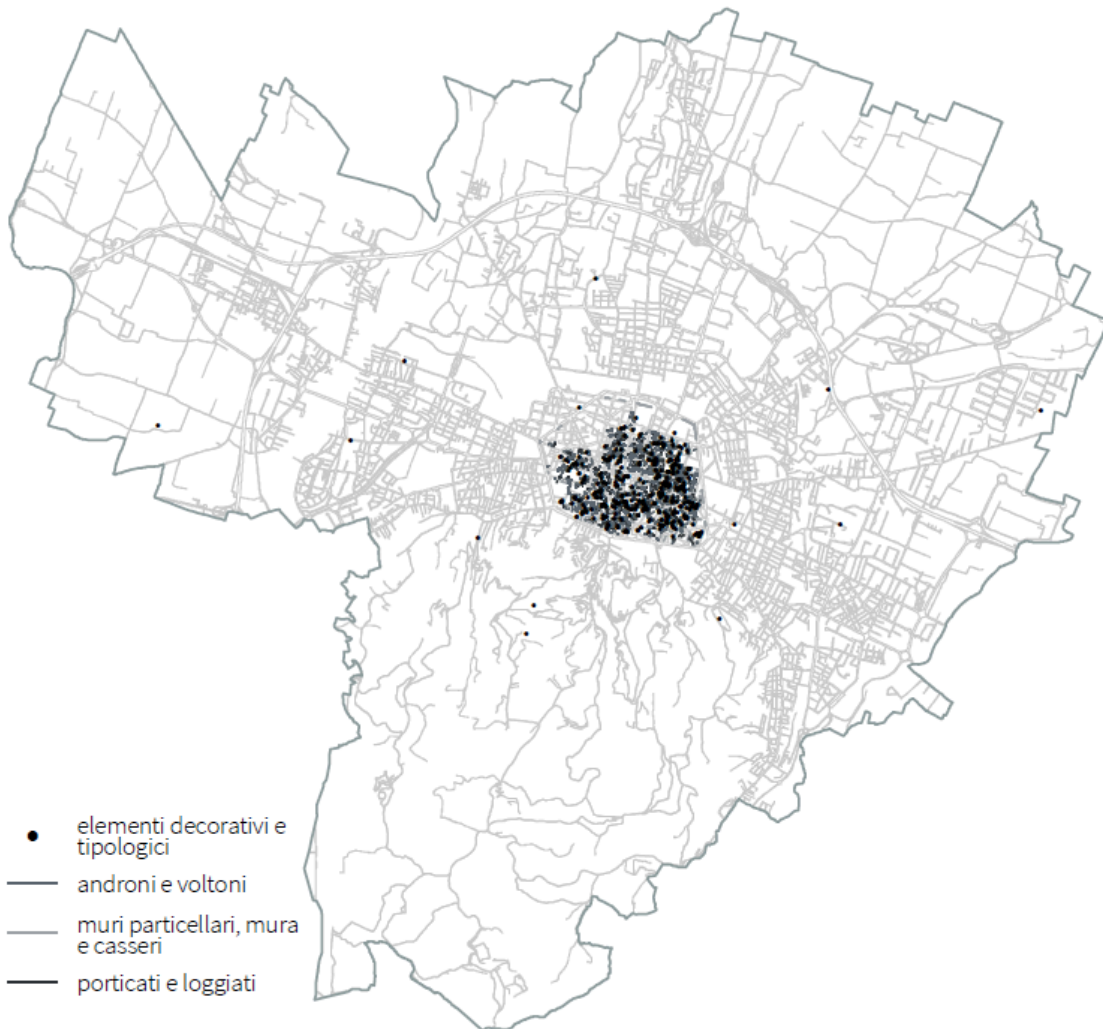 elementi decorativi e
tipologici
androni e voltoni
muri particellari, mura
e casseri
porticati e loggiati